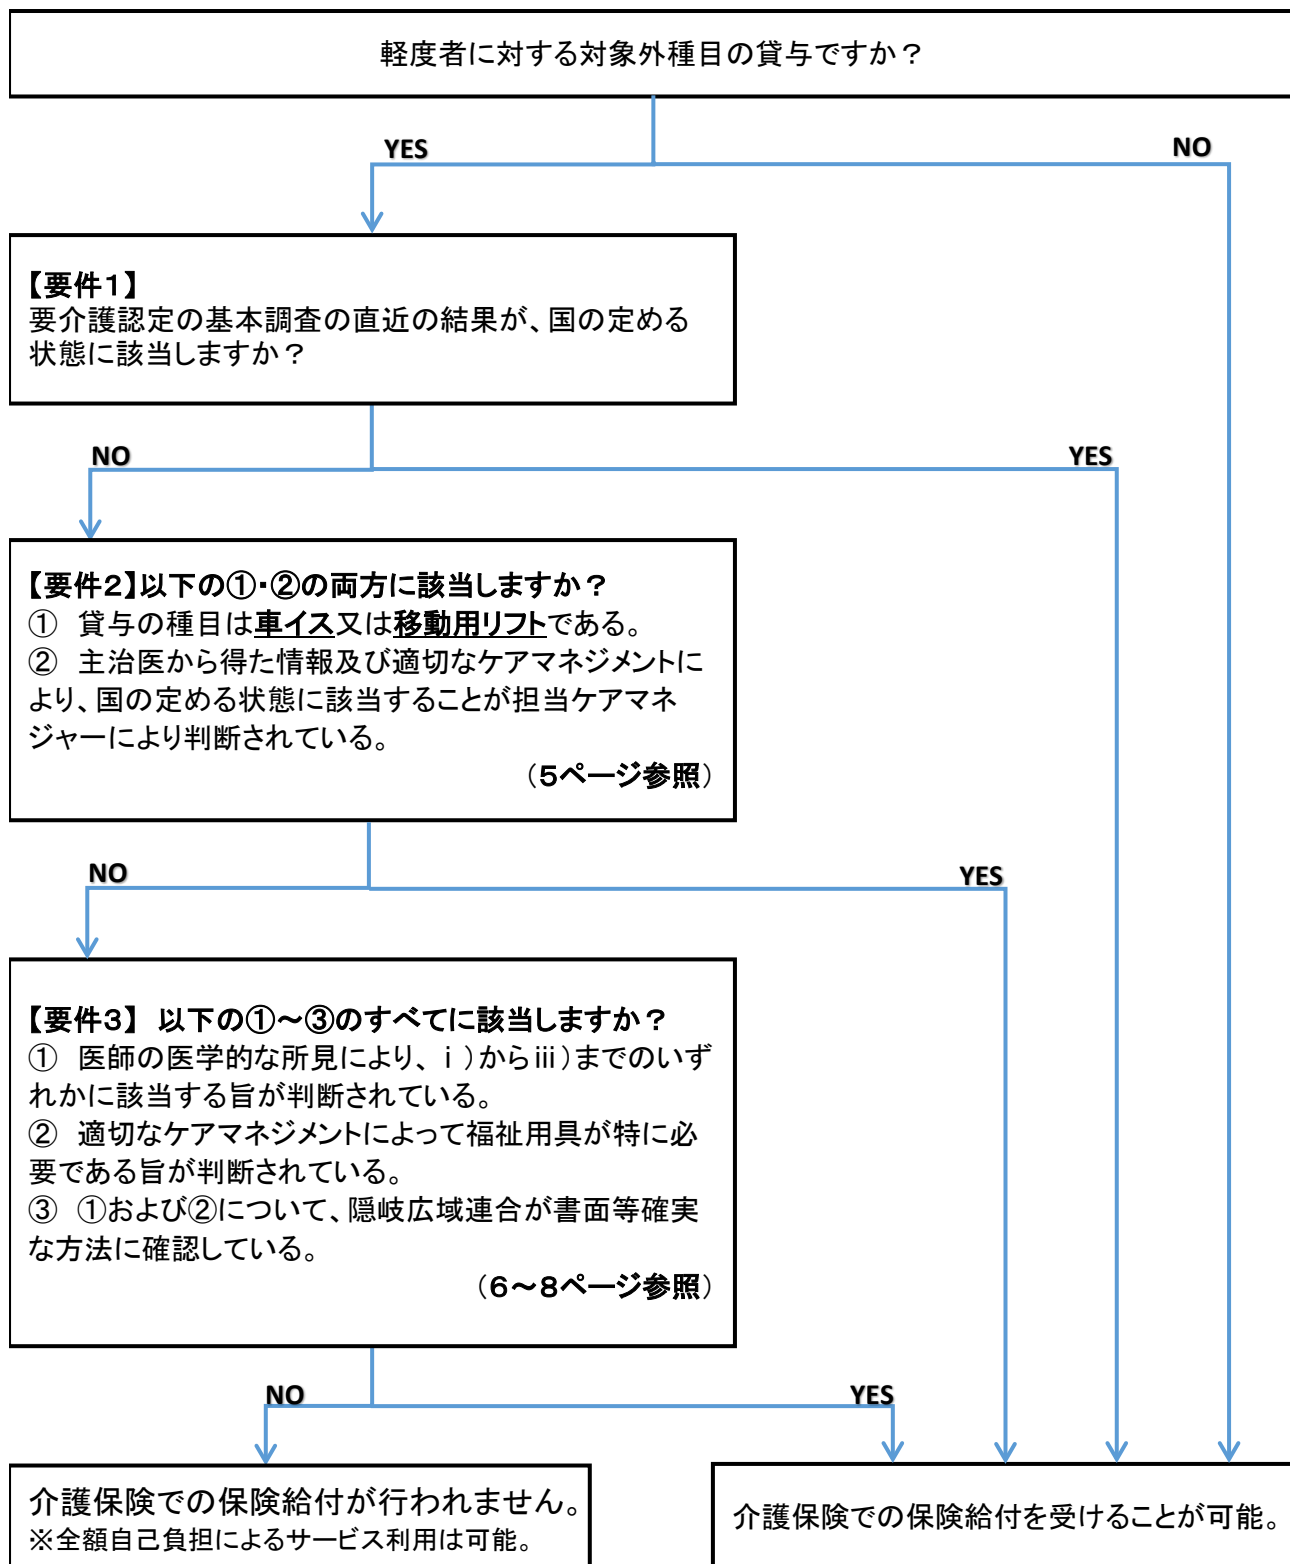 軽度者に対する対象外種目の貸与ですか?
YES
NO
【要件1】
要介護認定の基本調査の直近の結果が、国の定める
状態に該当しますか?
NO
YES
【要件2】以下の①・②の両方に該当しますか?
① 貸与の種目は車イス又は移動用リフトである。
② 主治医から得た情報及び適切なケアマネジメントに
より、国の定める状態に該当することが担当ケアマネ
ジャーにより判断されている。
(5ページ参照)
NO
YES
【要件3】 以下の①~③のすべてに該当しますか?
① 医師の医学的な所見により、ⅰ)からⅲ)までのいず
れかに該当する旨が判断されている。
② 適切なケアマネジメントによって福祉用具が特に必
要である旨が判断されている。
③ ①および②について、隠岐広域連合が書面等確実
な方法に確認している。
(6~8ページ参照)
NO
YES
介護保険での保険給付が行われません。
※全額自己負担によるサービス利用は可能。
介護保険での保険給付を受けることが可能。